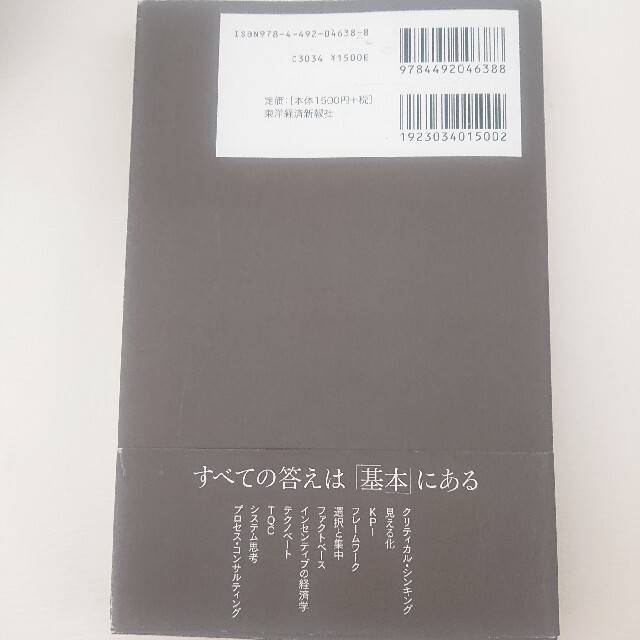 ISBN978-4-492-04638-8
C3034 ¥1500E
定価:[本体1500円+税]
東洋経済新報社
9784492046388
1923034015002
すべての答えは「基本」にある
クリティカル・シンキング
見える化
KPI
フレームワーク
選択と集中
ファクトベース
インセンティブの経済学
テクノベート
TQC
システム思考
プロセス・コンサルティング